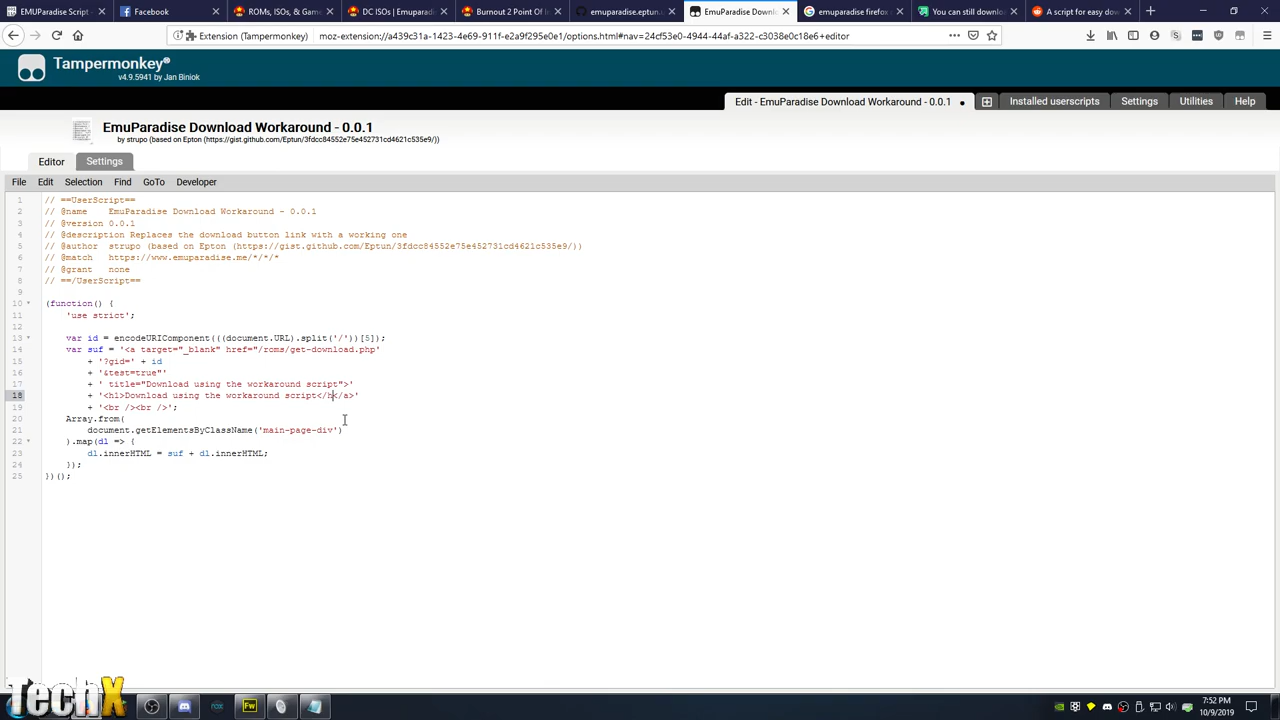 EMUParadise Script -
Facebook
ROMs, ISOs, & Game
DC ISOs | Emuparadis
Burnout 2 Point Of I
emuparadise.eptun.
EmuParadise Downlo
emuparadise firefox
You can still downloa
A script for easy dow
Extension (Tampermonkey)
moz-extension://a439c31a-1423-4e69-911f-e2a9f295e0e1/options.html#nav=24cf53e0-4944-44af-a322-c3038e0c18e6+editor
Tampermonkey®
v4.9.5941 by Jan Biniok
Edit - EmuParadise Download Workaround - 0.0.1
Installed userscripts
Settings
Utilities
Help
EmuParadise Download Workaround - 0.0.1
by strupo (based on Epton (https://gist.github.com/Eptun/3fdcc84552e75e452731cd4621c535e9/))
Editor
Settings
File
Edit
Selection
Find
GoTo
Developer
1 // ==UserScript==
2 // @name EmuParadise Download Workaround - 0.0.1
3 // @version 0.0.1
4 // @description Replaces the download button link with a working one
5 // @author strupo (based on Epton (https://gist.github.com/Eptun/3fdcc84552e75e452731cd4621c535e9/))
6 // @match https://www.emuparadise.me/*/*/*
7 // @grant none
8 // ==/UserScript==
9
10 (function() {
11 'use strict';
12
13 var id = encodeURIComponent(((document.URL).split('/'))[5]);
14 var suf = '<a target="_blank" href="/roms/get-download.php'
15 + '?gid=' + id
16 + '&test=true"'
17 + ' title="Download using the workaround script">'
18 + '<h1>Download using the workaround script</h</a>'
19 + '<br /><br />';
20 Array.from(
21 document.getElementsByClassName('main-page-div')
22 ).map(dl => {
23 dl.innerHTML = suf + dl.innerHTML;
24 });
25 })();
TechX
nox
Fw
7:52 PM
10/9/2019